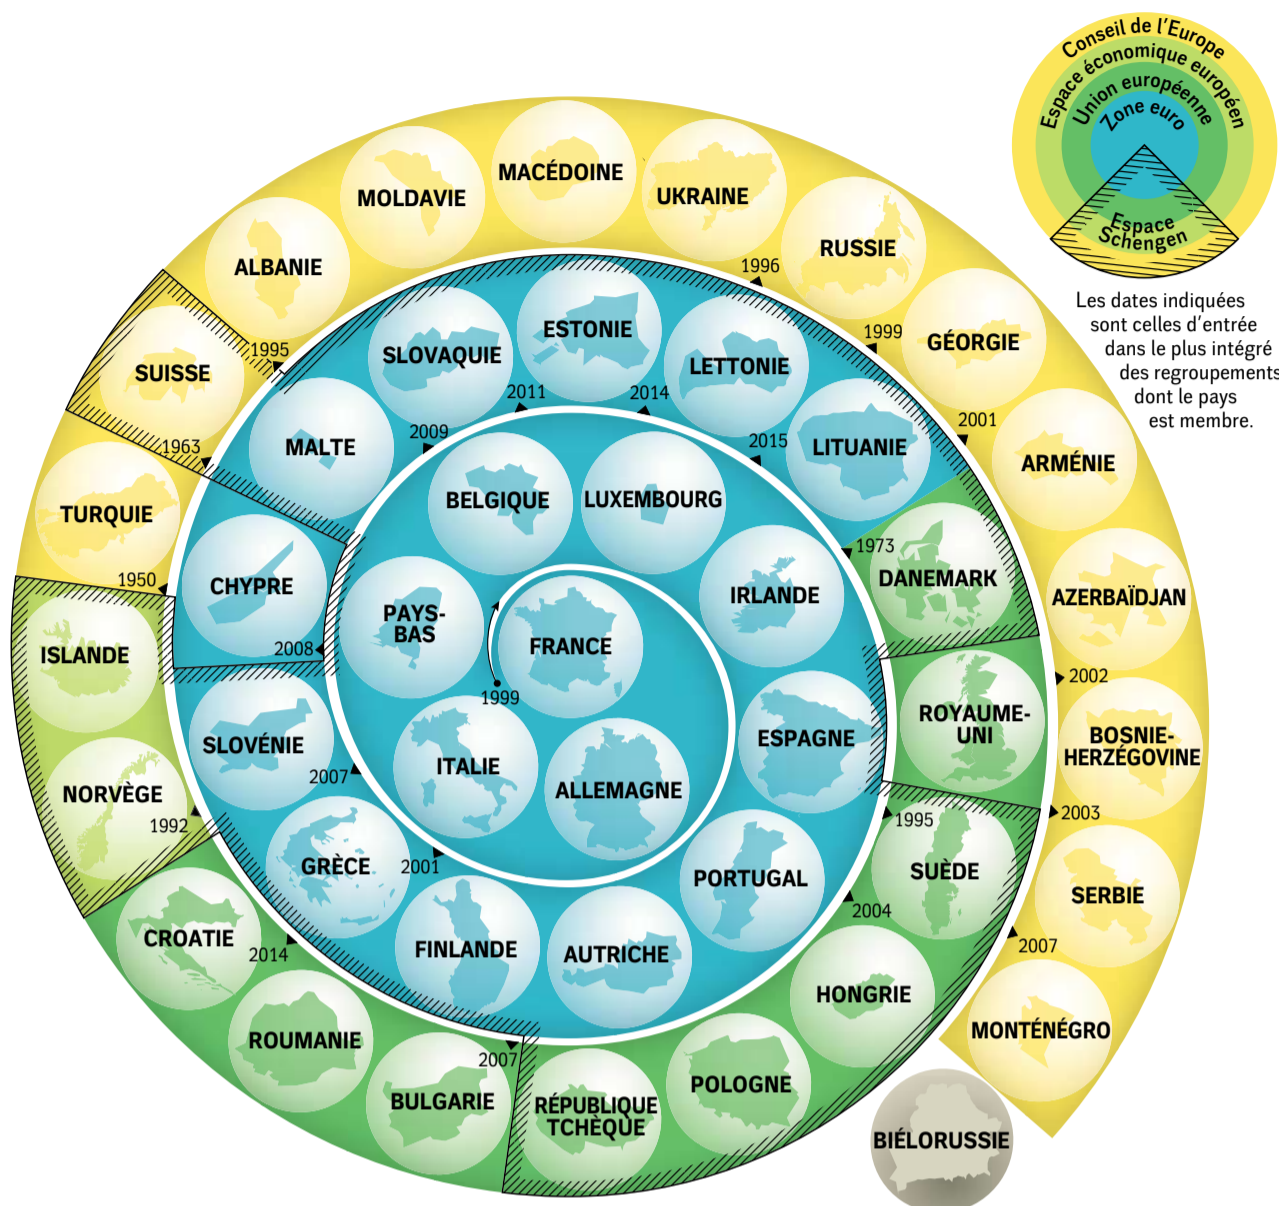 Conseil de l'Europe
Espace économique européen
Union européenne
Zone euro
Espace
Schengen
Les dates indiquées
sont celles d'entrée
dans le plus intégré
des regroupements
dont le pays
est membre.
1999
FRANCE
ALLEMAGNE
ITALIE
PAYS-
BAS
BELGIQUE
LUXEMBOURG
IRLANDE
ESPAGNE
PORTUGAL
AUTRICHE
FINLANDE
2001
GRÈCE
2007
SLOVÉNIE
2008
CHYPRE
MALTE
2009
SLOVAQUIE
2011
ESTONIE
2014
LETTONIE
2015
LITUANIE
1973
DANEMARK
ROYAUME-
UNI
1995
SUÈDE
2004
HONGRIE
POLOGNE
RÉPUBLIQUE
TCHÈQUE
2007
BULGARIE
ROUMANIE
2014
CROATIE
1992
NORVÈGE
ISLANDE
1950
TURQUIE
1963
SUISSE
1995
ALBANIE
MOLDAVIE
MACÉDOINE
UKRAINE
1996
RUSSIE
1999
GÉORGIE
2001
ARMÉNIE
AZERBAÏDJAN
2002
BOSNIE-
HERZÉGOVINE
2003
SERBIE
2007
MONTÉNÉGRO
BIÉLORUSSIE